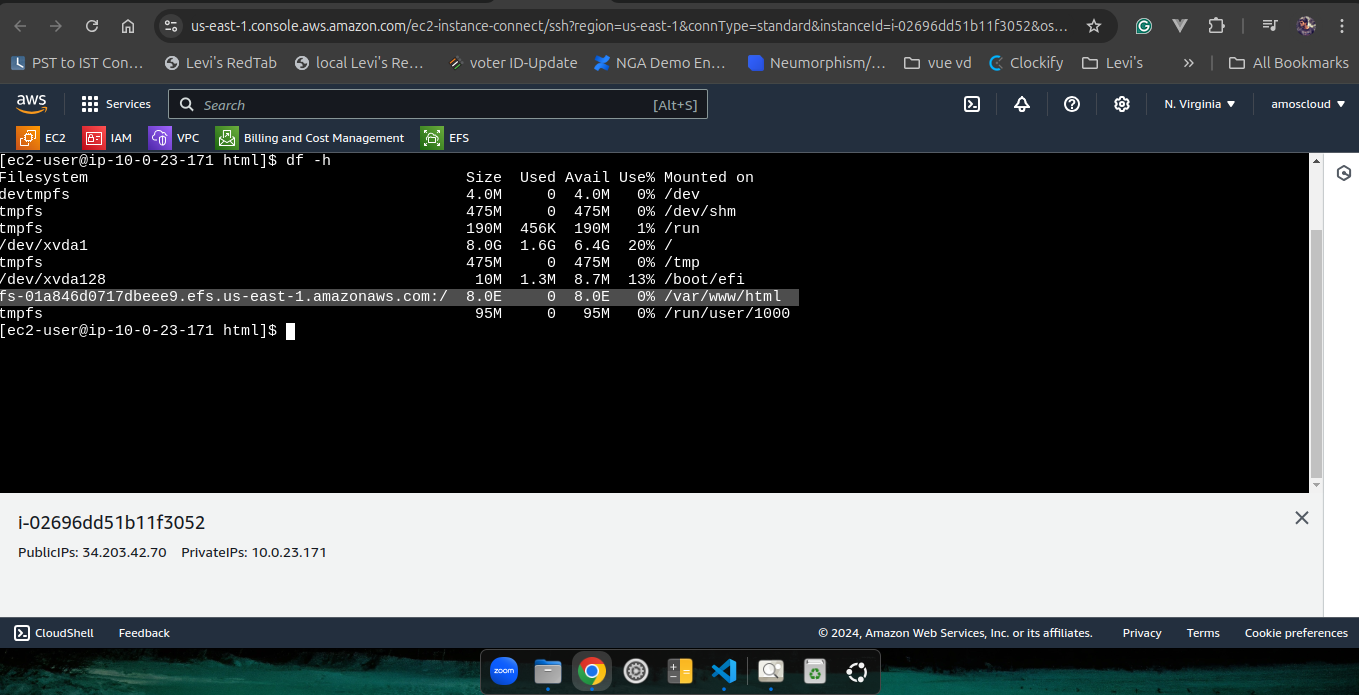 us-east-1.console.aws.amazon.com/ec2-instance-connect/ssh?region=us-east-1&connType=standard&instanceId=i-02696dd51b11f3052&os...
PST to IST Con... Levi's RedTab local Levi's Re... voter ID-Update NGA Demo En... Neumorphism/... vue vd Clockify Levi's » All Bookmarks
aws Services Search [Alt+S] N. Virginia ▼ amoscloud ▼
EC2 IAM VPC Billing and Cost Management EFS
[ec2-user@ip-10-0-23-171 html]$ df -h
Filesystem Size Used Avail Use% Mounted on
devtmpfs 4.0M 0 4.0M 0% /dev
tmpfs 475M 0 475M 0% /dev/shm
tmpfs 190M 456K 190M 1% /run
/dev/xvda1 8.0G 1.6G 6.4G 20% /
tmpfs 475M 0 475M 0% /tmp
/dev/xvda128 10M 1.3M 8.7M 13% /boot/efi
fs-01a846d0717dbeee9.efs.us-east-1.amazonaws.com:/ 8.0E 0 8.0E 0% /var/www/html
tmpfs 95M 0 95M 0% /run/user/1000
[ec2-user@ip-10-0-23-171 html]$
i-02696dd51b11f3052
PublicIPs: 34.203.42.70 PrivateIPs: 10.0.23.171
CloudShell Feedback © 2024, Amazon Web Services, Inc. or its affiliates. Privacy Terms Cookie preferences
zoom